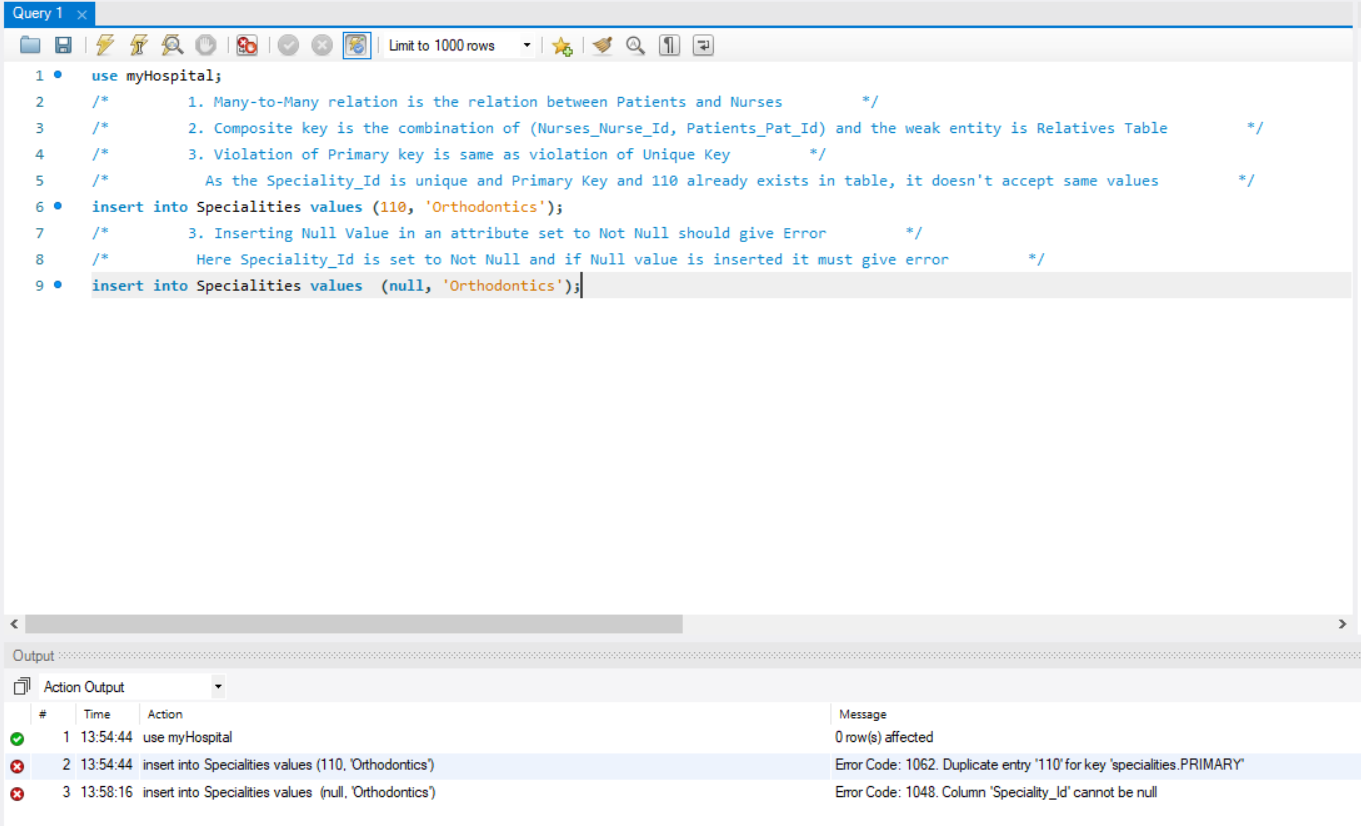 Query 1
Limit to 1000 rows
1 use myHospital;
2 /* 1. Many-to-Many relation is the relation between Patients and Nurses */
3 /* 2. Composite key is the combination of (Nurses_Nurse_Id, Patients_Pat_Id) and the weak entity is Relatives Table */
4 /* 3. Violation of Primary key is same as violation of Unique Key */
5 /* As the Speciality_Id is unique and Primary Key and 110 already exists in table, it doesn't accept same values */
6 insert into Specialities values (110, 'Orthodontics');
7 /* 3. Inserting Null Value in an attribute set to Not Null should give Error */
8 /* Here Speciality_Id is set to Not Null and if Null value is inserted it must give error */
9 insert into Specialities values (null, 'Orthodontics');
Output
Action Output
# Time Action Message
1 13:54:44 use myHospital 0 row(s) affected
2 13:54:44 insert into Specialities values (110, 'Orthodontics') Error Code: 1062. Duplicate entry '110' for key 'specialities.PRIMARY'
3 13:58:16 insert into Specialities values (null, 'Orthodontics') Error Code: 1048. Column 'Speciality_Id' cannot be null